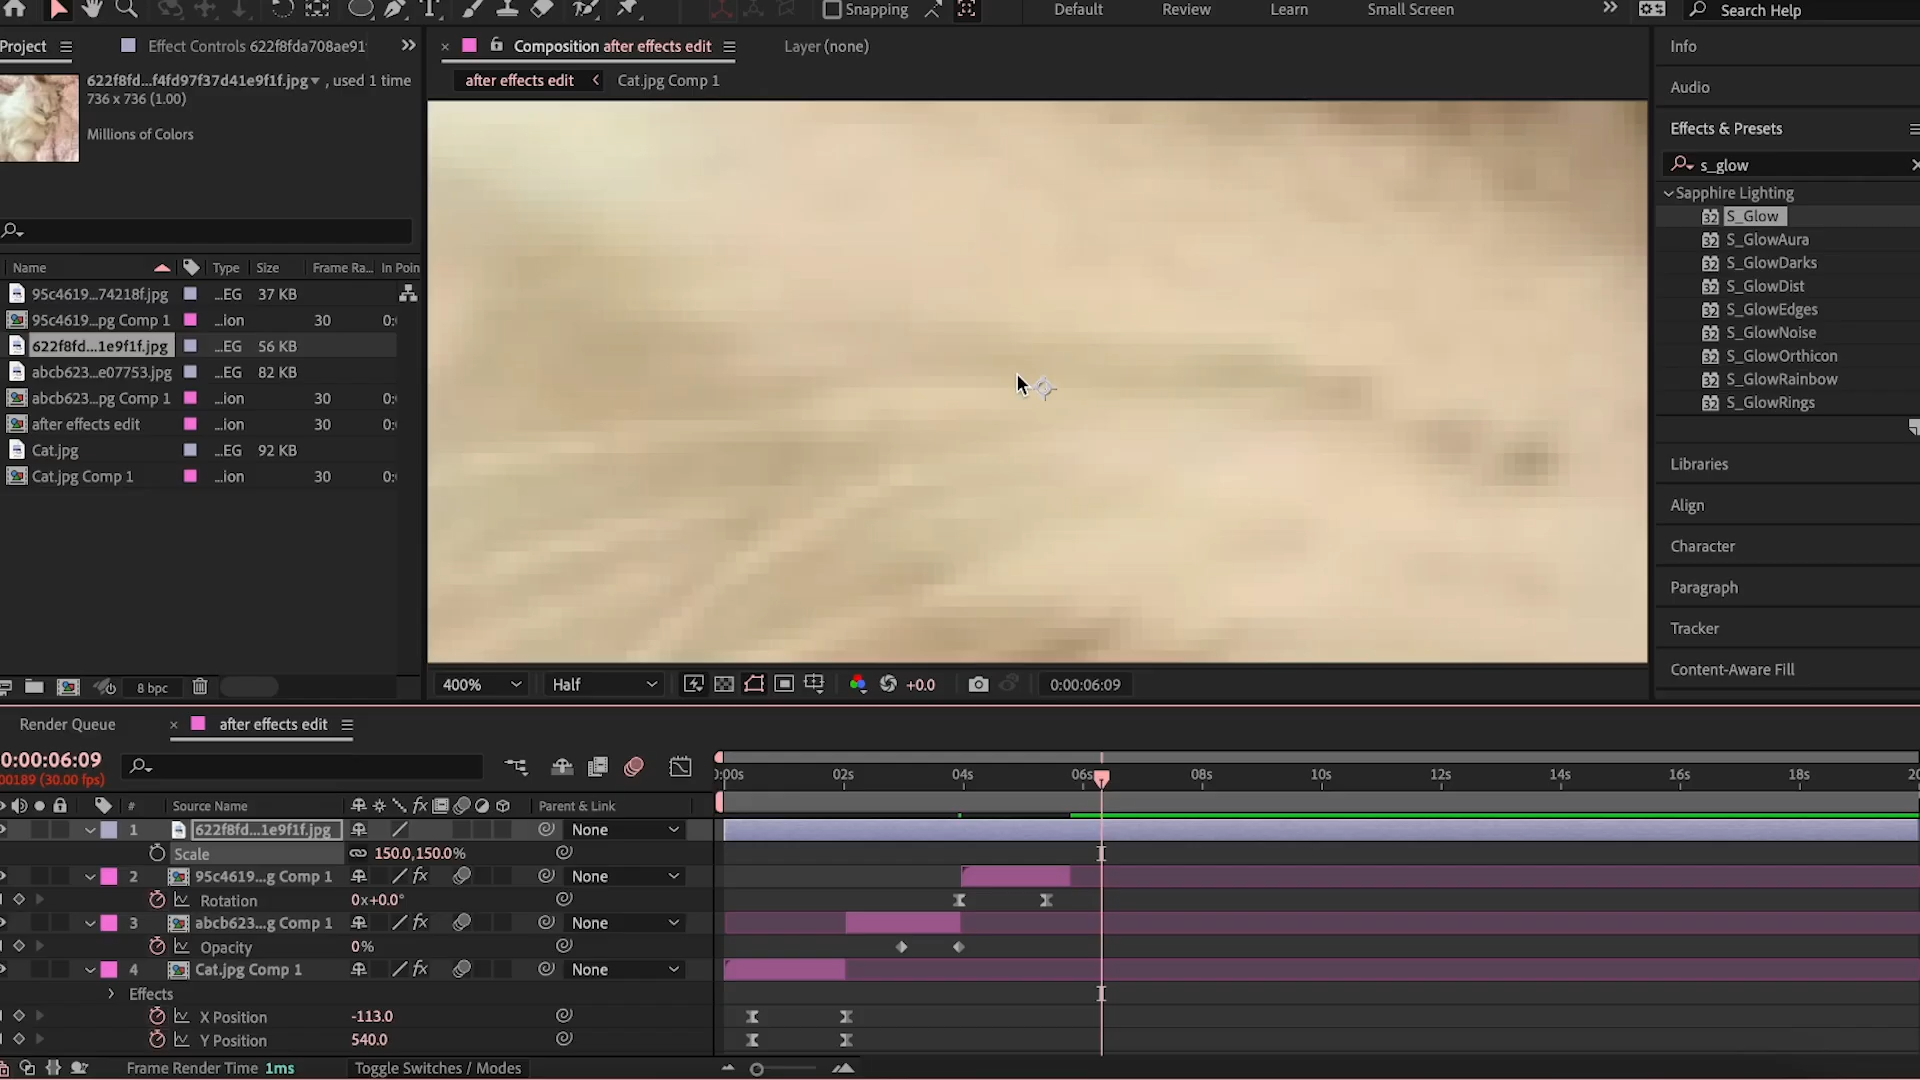 Snapping
Default
Review
Learn
Small Screen
Search Help
Project
Effect Controls 622f8fda708ae91
Composition after effects edit
Layer (none)
Info
after effects edit
Cat.jpg Comp 1
622f8fd...f4fd97f37d41e9f1f.jpg , used 1 time
736 x 736 (1.00)
Millions of Colors
Audio
Effects & Presets
s_glow
Sapphire Lighting
S_Glow
S_GlowAura
S_GlowDarks
S_GlowDist
S_GlowEdges
S_GlowNoise
S_GlowOrthicon
S_GlowRainbow
S_GlowRings
Libraries
Align
Character
Paragraph
Tracker
Content-Aware Fill
Name Type Size Frame Ra... In Poin
95c4619...74218f.jpg ...EG 37 KB
95c4619...pg Comp 1 ...ion 30 0:
622f8fd...1e9f1f.jpg ...EG 56 KB
abcb623...e07753.jpg ...EG 82 KB
abcb623...pg Comp 1 ...ion 30 0:
after effects edit ...ion 30 0:
Cat.jpg ...EG 92 KB
Cat.jpg Comp 1 ...ion 30 0:
8 bpc
400%
Half
+0.0
0:00:06:09
Render Queue
after effects edit
0:00:06:09
00189 (30.00 fps)
):00s 02s 04s 06s 08s 10s 12s 14s 16s 18s 20
# Source Name fx Parent & Link
1 622f8fd...1e9f1f.jpg None
Scale 150.0,150.0%
2 95c4619...g Comp 1 fx None
Rotation 0x+0.0°
3 abcb623...g Comp 1 fx None
Opacity 0%
4 Cat.jpg Comp 1 fx None
Effects
X Position -113.0
Y Position 540.0
Frame Render Time 1ms
Toggle Switches / Modes